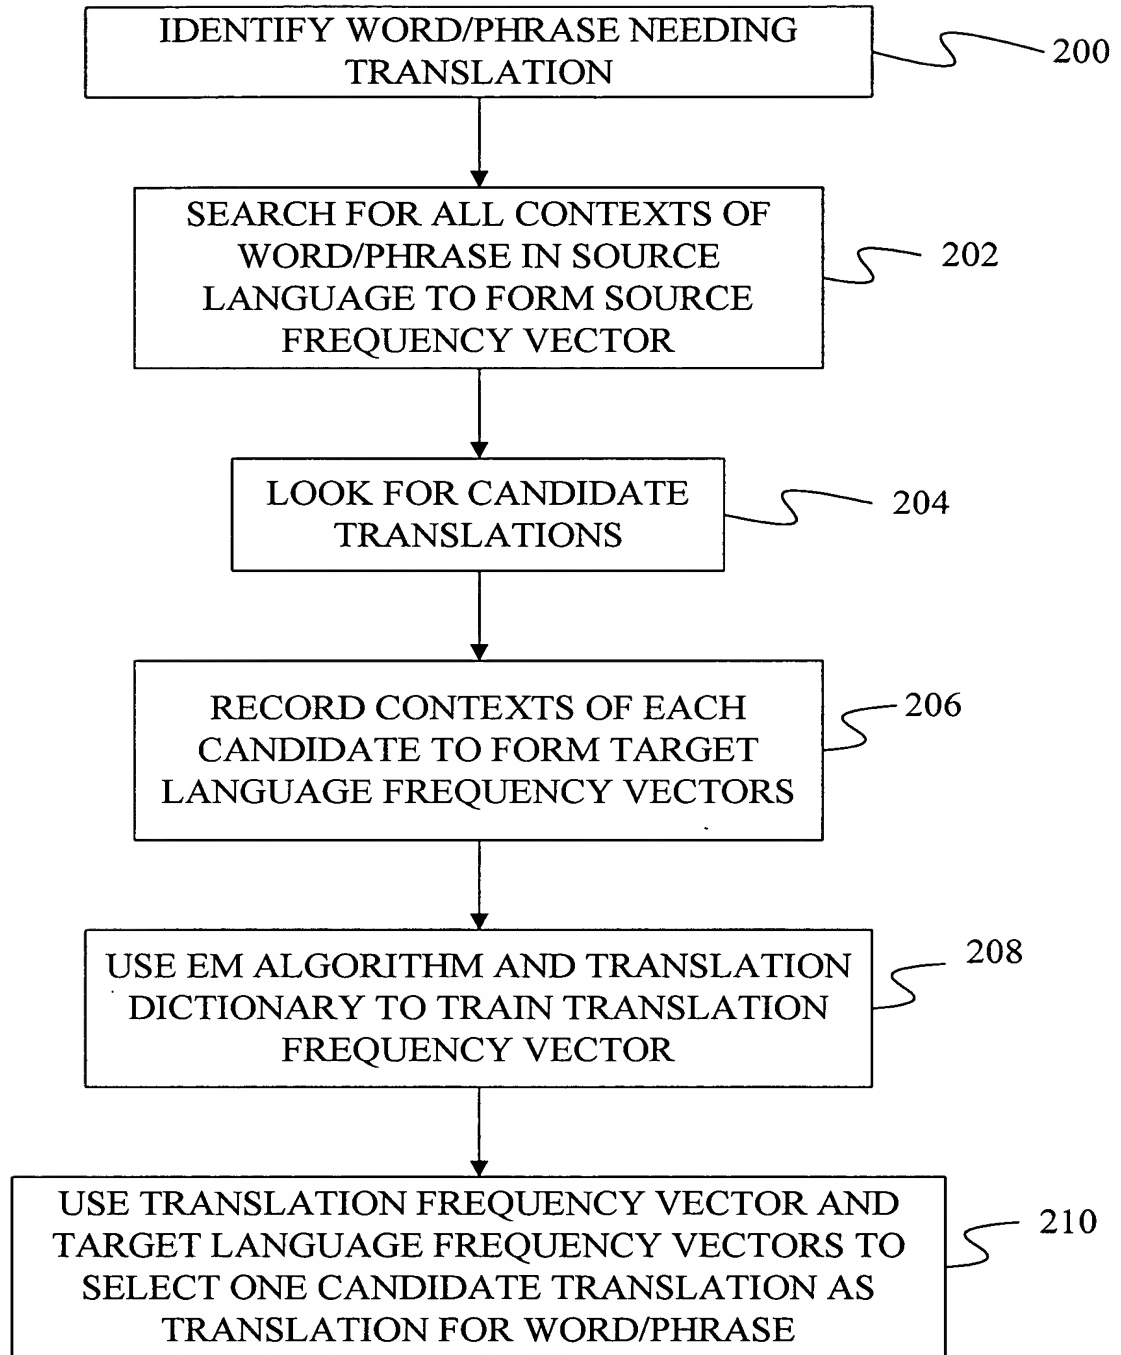 IDENTIFY WORD/PHRASE NEEDING
TRANSLATION
200
SEARCH FOR ALL CONTEXTS OF
WORD/PHRASE IN SOURCE
LANGUAGE TO FORM SOURCE
FREQUENCY VECTOR
202
LOOK FOR CANDIDATE
TRANSLATIONS
204
RECORD CONTEXTS OF EACH
CANDIDATE TO FORM TARGET
LANGUAGE FREQUENCY VECTORS
206
USE EM ALGORITHM AND TRANSLATION
DICTIONARY TO TRAIN TRANSLATION
FREQUENCY VECTOR
208
USE TRANSLATION FREQUENCY VECTOR AND
TARGET LANGUAGE FREQUENCY VECTORS TO
SELECT ONE CANDIDATE TRANSLATION AS
TRANSLATION FOR WORD/PHRASE
210